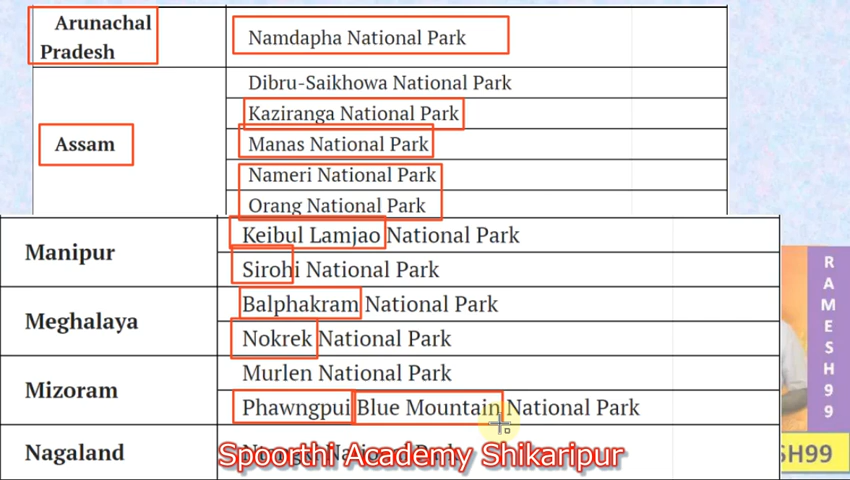 Arunachal
Pradesh
Namdapha National Park
Assam
Dibru-Saikhowa National Park
Kaziranga National Park
Manas National Park
Nameri National Park
Orang National Park
Manipur
Keibul Lamjao National Park
Sirohi National Park
Meghalaya
Balphakram National Park
Nokrek National Park
Mizoram
Murlen National Park
Phawngpui Blue Mountain National Park
Nagaland
Spoorthi Academy Shikaripur
RAMESH99
SH99